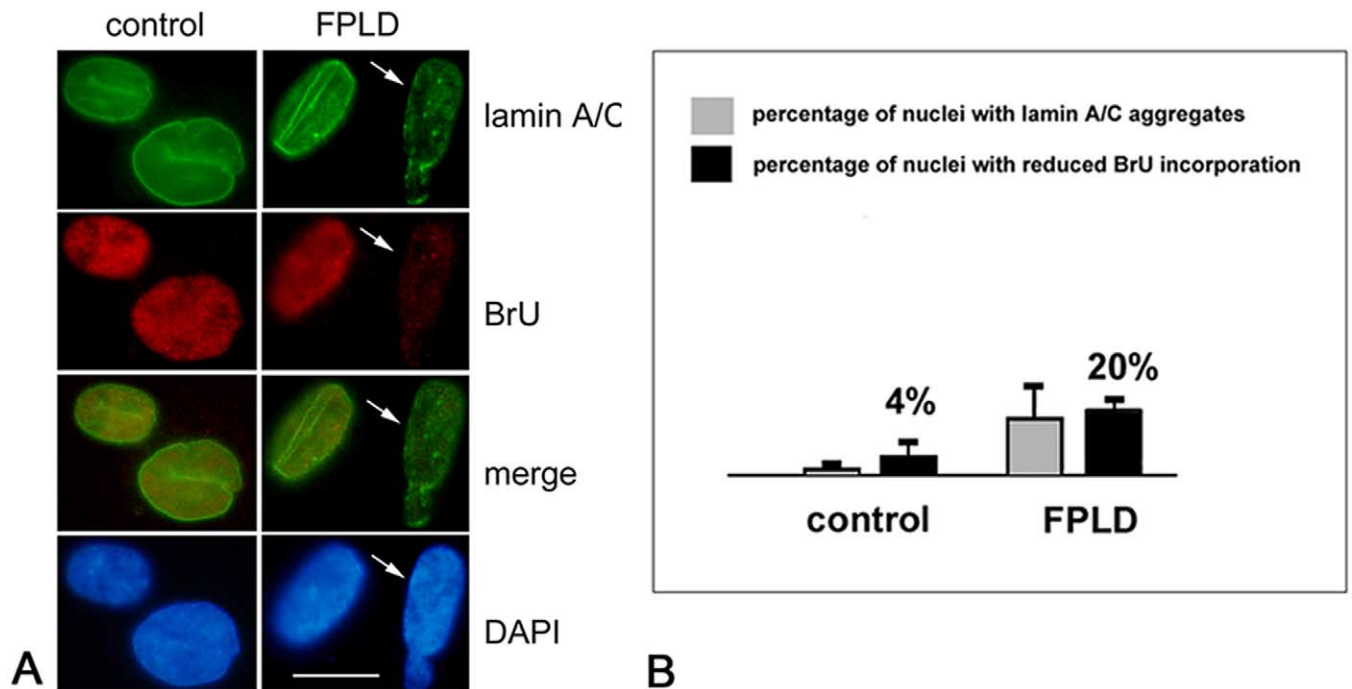 control FPLD
lamin A/C
BrU
merge
DAPI
A
percentage of nuclei with lamin A/C aggregates
percentage of nuclei with reduced BrU incorporation
4%
20%
control FPLD
B